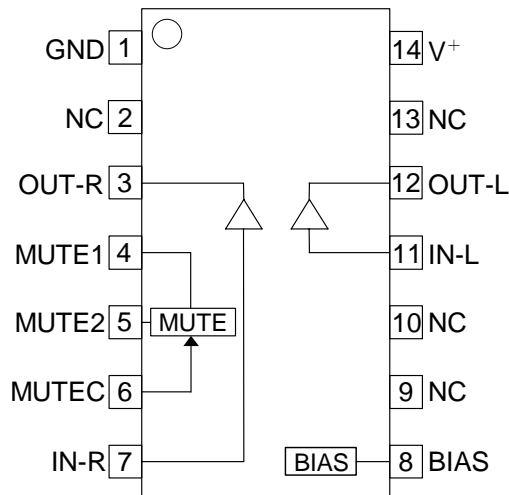 GND 1
14 V+
NC 2
13 NC
OUT-R 3
12 OUT-L
MUTE1 4
11 IN-L
MUTE2 5
MUTE
10 NC
MUTEC 6
9 NC
IN-R 7
BIAS
8 BIAS